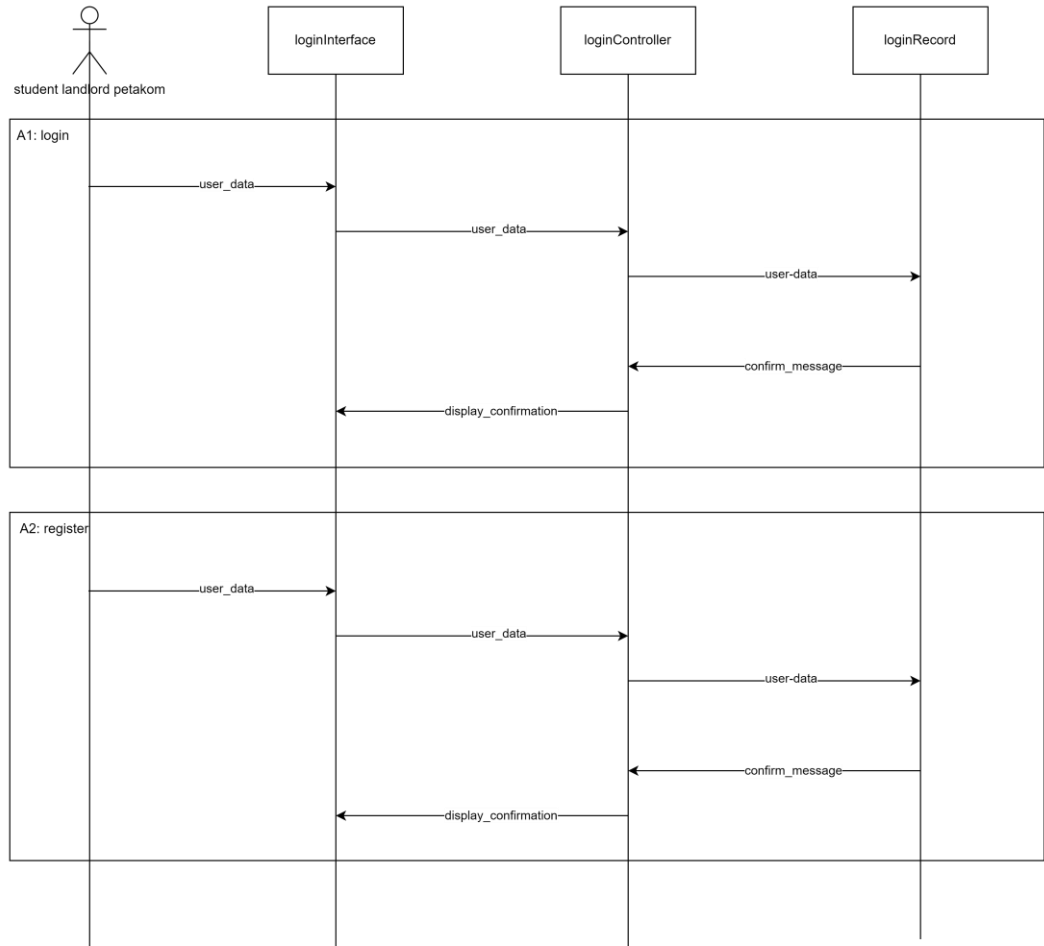 loginInterface
loginController
loginRecord
student landlord petakom
A1: login
user_data
user_data
user-data
confirm_message
display_confirmation
A2: register
user_data
user_data
user-data
confirm_message
display_confirmation